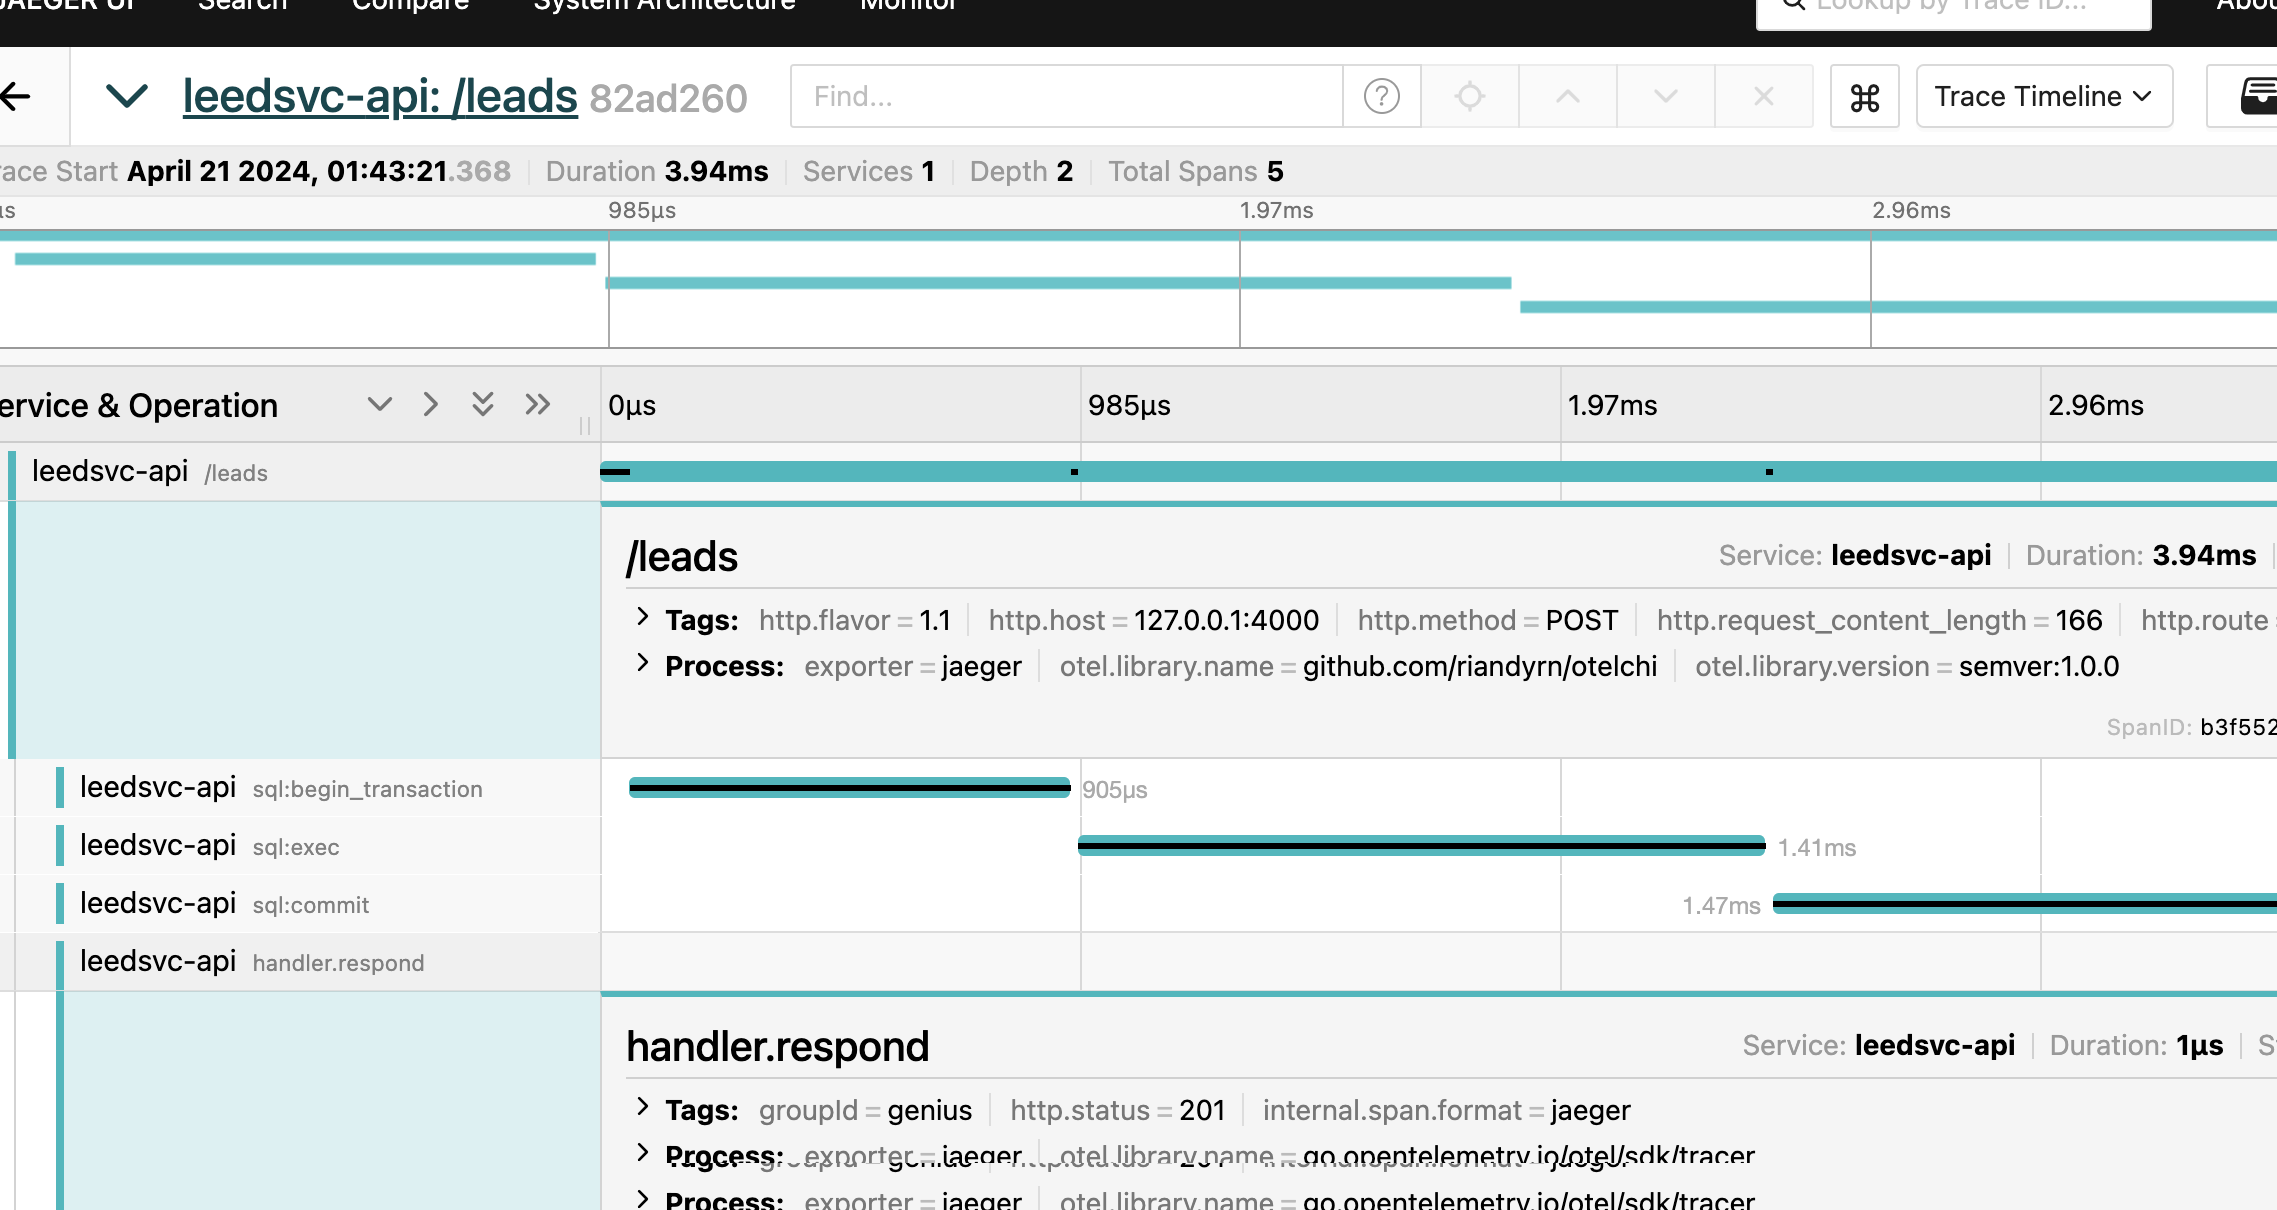 JAEGER UI Search Compare System Architecture Monitor Lookup by Trace ID...
leedsvc-api: /leads 82ad260 Find... ? ⌘ Trace Timeline
Trace Start April 21 2024, 01:43:21.368 Duration 3.94ms Services 1 Depth 2 Total Spans 5
µs 985µs 1.97ms 2.96ms
Service & Operation 0µs 985µs 1.97ms 2.96ms
leedsvc-api /leads
/leads Service: leedsvc-api Duration: 3.94ms
Tags: http.flavor = 1.1 http.host = 127.0.0.1:4000 http.method = POST http.request_content_length = 166 http.route =
Process: exporter = jaeger otel.library.name = github.com/riandyrn/otelchi otel.library.version = semver:1.0.0
SpanID: b3f552
leedsvc-api sql:begin_transaction 905µs
leedsvc-api sql:exec 1.41ms
leedsvc-api sql:commit 1.47ms
leedsvc-api handler.respond
handler.respond Service: leedsvc-api Duration: 1µs
Tags: groupId = genius http.status = 201 internal.span.format = jaeger
Process: exporter = jaeger otel.library.name = go.opentelemetry.io/otel/sdk/tracer
Process: exporter = jaeger otel.library.name = go.opentelemetry.io/otel/sdk/tracer